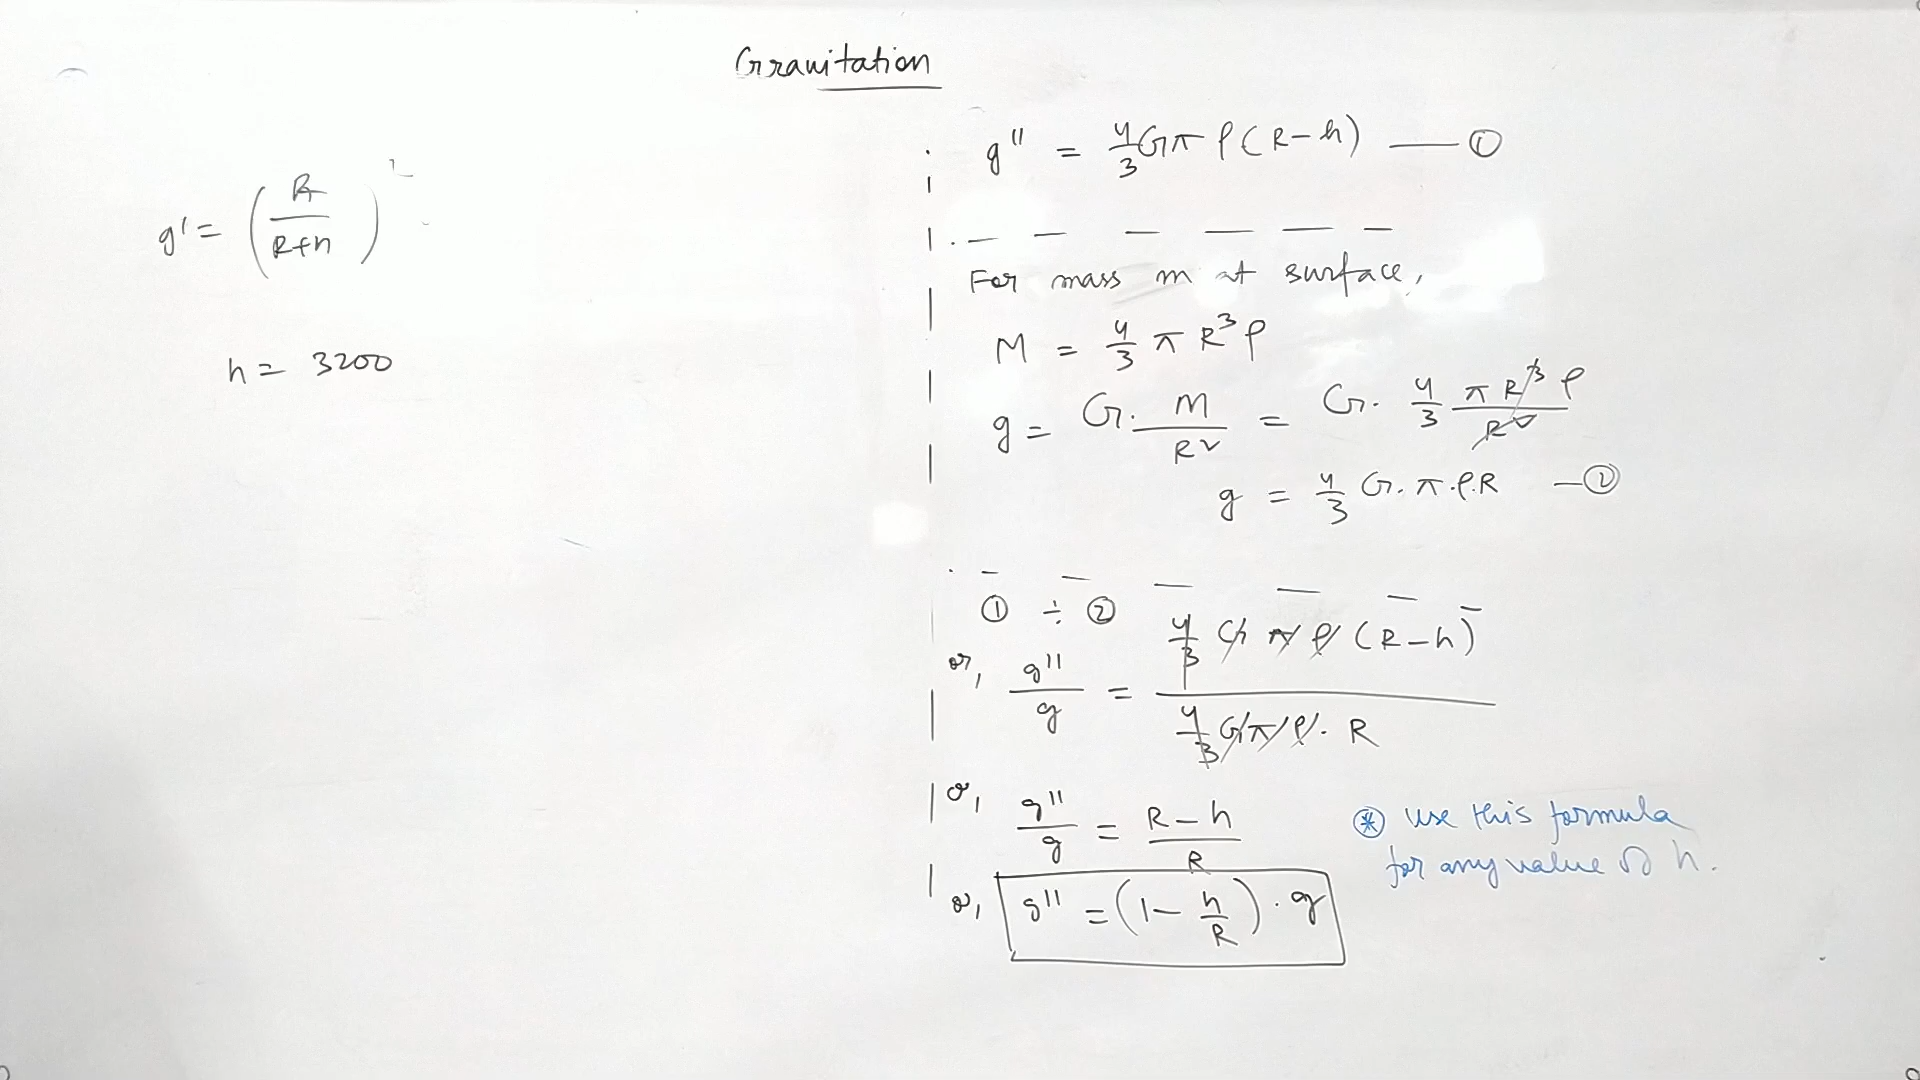 Gravitation
g' = (R/R+h)²
h = 3200
g'' = 4/3 Gπ ρ(R-h) — ①
For mass m at surface,
M = 4/3 π R³ ρ
g = G. M/R² = G. 4/3 π R³ ρ/R²
g = 4/3 G. π.ρ.R — ②
① ÷ ②
or, g''/g = 4/3 G π ρ (R-h) / 4/3 G π ρ. R
or, g''/g = R-h/R
or, g'' = (1 - h/R) . g
* use this formula
for any value of h.